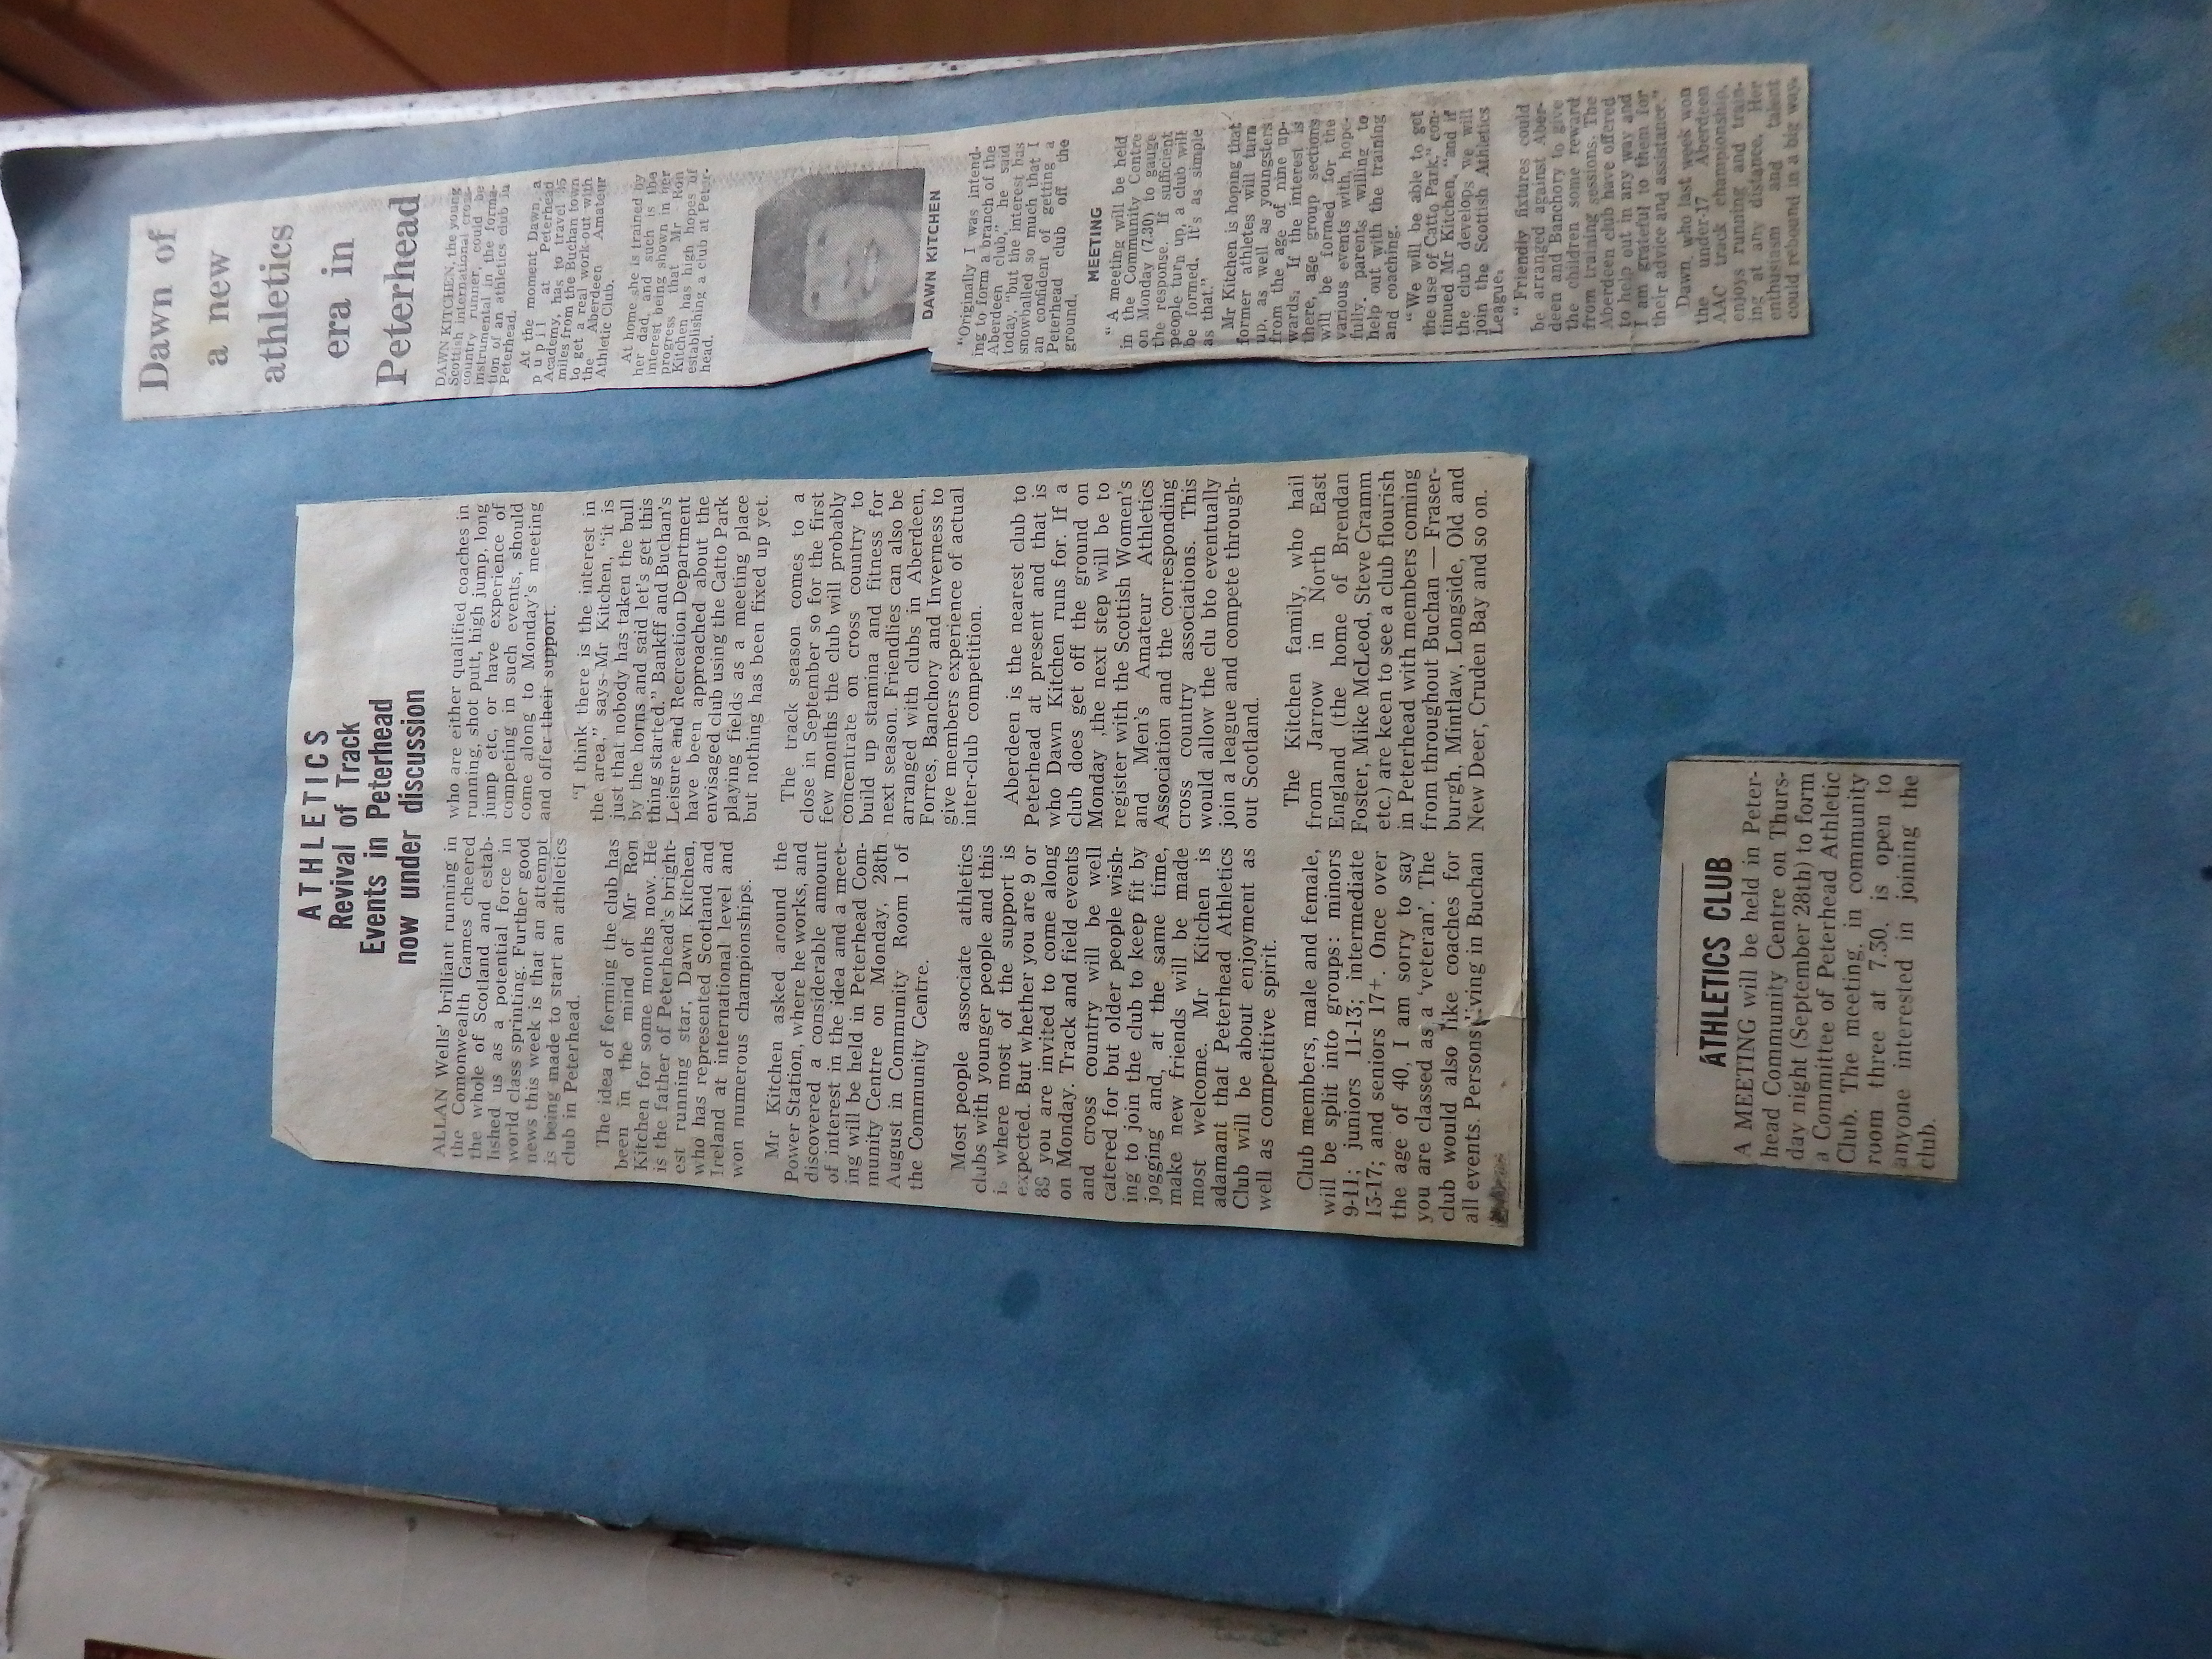 ATHLETICS
Revival of Track
Events in Peterhead
now under discussion
ALLAN Wells' brilliant running in
the Comonwealth Games cheered
the whole of Scotland and estab-
lished us as a potential force in
world class sprinting. Further good
news this week is that an attempt
is being made to start an athletics
club in Peterhead.
The idea of forming the club has
been in the mind of Mr Ron
Kitchen for some months now. He
is the father of Peterhead's bright-
est running star, Dawn Kitchen,
who has represented Scotland and
Ireland at international level and
won numerous championships.
Mr Kitchen asked around the
Power Station, where he works, and
discovered a considerable amount
of interest in the idea and a meet-
ing will be held in Peterhead Com-
munity Centre on Monday, 28th
August in Community Room 1 of
the Community Centre.
Most people associate athletics
clubs with younger people and this
is where most of the support is
expected. But whether you are 9 or
89 you are invited to come along
on Monday. Track and field events
and cross country will be well
catered for but older people wish-
ing to join the club to keep fit by
jogging and, at the same time,
make new friends will be made
most welcome. Mr Kitchen is
adamant that Peterhead Athletics
Club will be about enjoyment as
well as competitive spirit.
Club members, male and female,
will be split into groups: minors
9-11; juniors 11-13; intermediate
13-17; and seniors 17+. Once over
the age of 40, I am sorry to say
you are classed as a 'veteran'. The
club would also like coaches for
all events. Persons living in Buchan
who are either qualified coaches in
running, shot putt, high jump, long
jump etc, or have experience of
competing in such events, should
come along to Monday's meeting
and offer their support.
"I think there is the interest in
the area," says Mr Kitchen, "it is
just that nobody has taken the bull
by the horns and said let's get this
thing started." Bankff and Buchan's
Leisure and Recreation Department
have been approached about the
envisaged club using the Catto Park
playing fields as a meeting place
but nothing has been fixed up yet.
The track season comes to a
close in September so for the first
few months the club will probably
concentrate on cross country to
build up stamina and fitness for
next season. Friendlies can also be
arranged with clubs in Aberdeen,
Forres, Banchory and Inverness to
give members experience of actual
inter-club competition.
Aberdeen is the nearest club to
Peterhead at present and that is
who Dawn Kitchen runs for. If a
club does get off the ground on
Monday the next step will be to
register with the Scottish Women's
and Men's Amateur Athletics
Association and the corresponding
cross country associations. This
would allow the clu bto eventually
join a league and compete through-
out Scotland.
The Kitchen family, who hail
from Jarrow in North East
England (the home of Brendan
Foster, Mike McLeod, Steve Cramm
etc.) are keen to see a club flourish
in Peterhead with members coming
from throughout Buchan — Fraser-
burgh, Mintlaw, Longside, Old and
New Deer, Cruden Bay and so on.
Dawn of
a new
athletics
era in
Peterhead
DAWN KITCHEN, the young
Scottish international cross-
country runner, could be
instrumental in the forma-
tion of an athletics club in
Peterhead.
At the moment Dawn, a
pupil at Peterhead
Academy, has to travel 35
miles from the Buchan town
to get a real work-out with
the Aberdeen Amateur
Athletic Club.
At home she is trained by
her dad, and such is the
interest being shown in her
progress that Mr Ron
Kitchen has high hopes of
establishing a club at Peter-
head.
DAWN KITCHEN
"Originally I was intend-
ing to form a branch of the
Aberdeen club," he said
today, "but the interest has
snowballed so much that I
an confident of getting a
Peterhead club off the
ground.
MEETING
"A meeting will be held
in the Community Centre
on Monday (7.30) to gauge
the response. If sufficient
people turn up, a club will
be formed. It's as simple
as that."
Mr Kitchen is hoping that
former athletes will turn
up, as well as youngsters
from the age of nine up-
wards. If the interest is
there, age group sections
will be formed for the
various events with, hope-
fully, parents willing to
help out with the training
and coaching.
"We will be able to get
the use of Catto Park," con-
tinued Mr Kitchen, "and if
the club develops we will
join the Scottish Athletics
League.
"Friendly fixtures could
be arranged against Aber-
deen and Banchory to give
the children some reward
from training sessions. The
Aberdeen club have offered
to help out in any way and
I am grateful to them for
their advice and assistance."
Dawn, who last week won
the under-17 Aberdeen
AAC track championship,
enjoys running and train-
ing at any distance. Her
enthusiasm and talent
could rebound in a big way.
ATHLETICS CLUB
A MEETING will be held in Peter-
head Community Centre on Thurs-
day night (September 28th) to form
a Committee of Peterhead Athletic
Club. The meeting, in community
room three at 7.30, is open to
anyone interested in joining the
club.